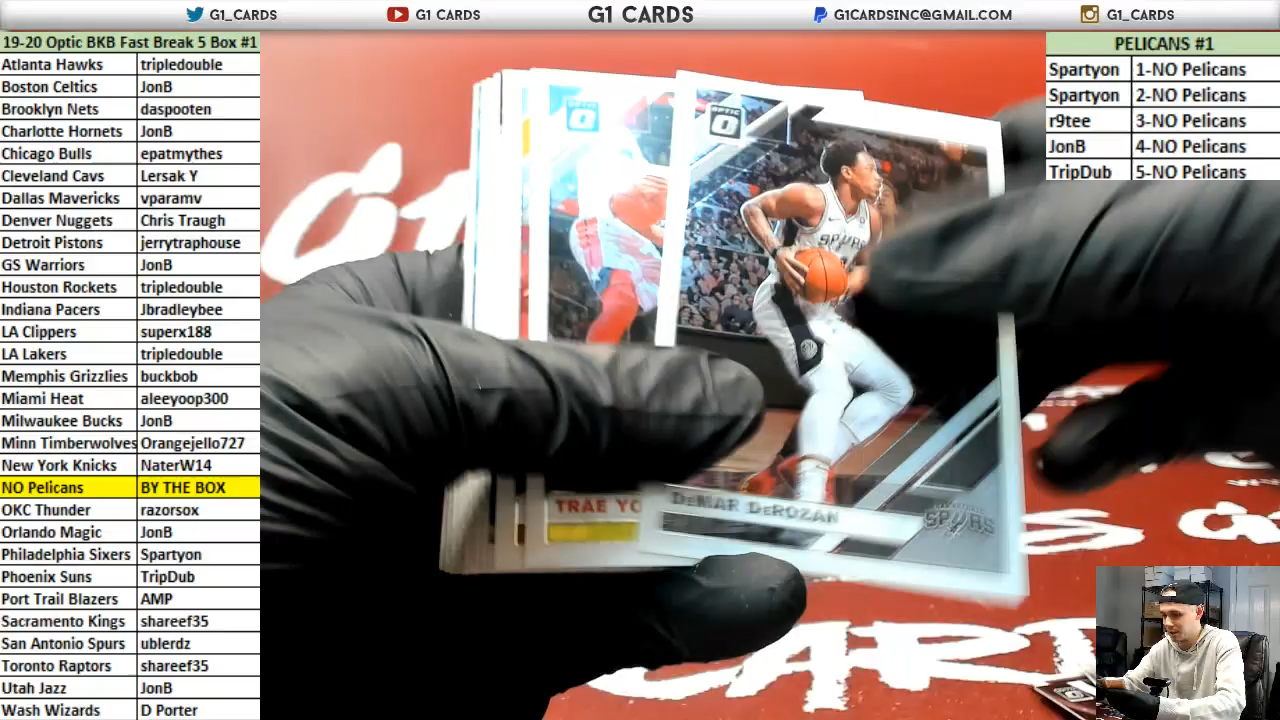 G1_CARDS G1 CARDS G1 CARDS G1CARDSINC@GMAIL.COM G1_CARDS
19-20 Optic BKB Fast Break 5 Box #1
Atlanta Hawks tripledouble
Boston Celtics JonB
Brooklyn Nets daspooten
Charlotte Hornets JonB
Chicago Bulls epatmythes
Cleveland Cavs Lersak Y
Dallas Mavericks vparamv
Denver Nuggets Chris Traugh
Detroit Pistons jerrytraphouse
GS Warriors JonB
Houston Rockets tripledouble
Indiana Pacers Jbradleybee
LA Clippers superx188
LA Lakers tripledouble
Memphis Grizzlies buckbob
Miami Heat aleeyoop300
Milwaukee Bucks JonB
Minn Timberwolves Orangejello727
New York Knicks NaterW14
NO Pelicans BY THE BOX
OKC Thunder razorsox
Orlando Magic JonB
Philadelphia Sixers Spartyon
Phoenix Suns TripDub
Port Trail Blazers AMP
Sacramento Kings shareef35
San Antonio Spurs ublerdz
Toronto Raptors shareef35
Utah Jazz JonB
Wash Wizards D Porter
PELICANS #1
Spartyon 1-NO Pelicans
Spartyon 2-NO Pelicans
r9tee 3-NO Pelicans
JonB 4-NO Pelicans
TripDub 5-NO Pelicans
OPTIC
OPTIC
SPURS
TRAE YO
DeMAR DeROZAN
SPURS